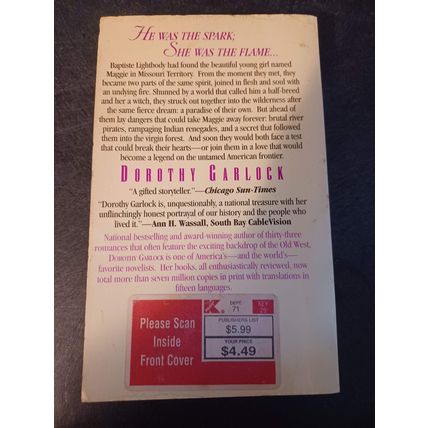 HE WAS THE SPARK;
SHE WAS THE FLAME...
Baptiste Lightbody had found the beautiful young girl named
Maggie in Missouri Territory. From the moment they met, they
became two parts of the same spirit, joined in flesh and soul with
an undying fire. Shunned by a world that called him a half-breed
and her a witch, they struck out together into the wilderness after
the same fierce dream: a paradise of their own. But ahead of
them lay dangers that could take Maggie away forever: brutal river
pirates, rampaging Indian renegades, and a secret that followed
them into the virgin forest. And soon they would both face a test
that could break their hearts—or join them in a love that would
become a legend on the untamed American frontier.
DOROTHY GARLOCK
"A gifted storyteller."—Chicago Sun-Times
"Dorothy Garlock is, unquestionably, a national treasure with her
unflinchingly honest portrayal of our history and the people who
lived it."—Ann H. Wassall, South Bay CableVision
National bestselling and award-winning author of thirty-three
romances that often feature the exciting backdrop of the Old West,
DOROTHY GARLOCK is one of America's—and the world's—
favorite novelists. Her books, all enthusiastically reviewed, now
total more than seven million copies in print with translations in
fifteen languages.
Please Scan
Inside
Front Cover
K
DEPT.
71
KEY
PUBLISHERS LIST
$5.99
YOUR PRICE
$4.49